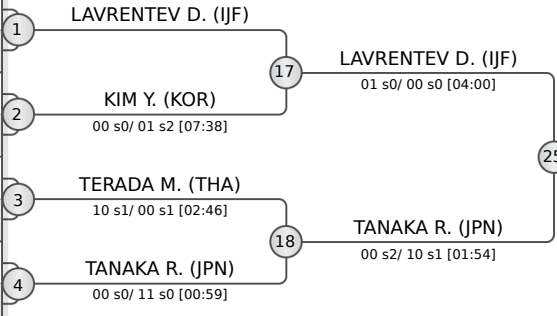 LAVRENTEV D. (IJF)
1
LAVRENTEV D. (IJF)
17
01 s0/ 00 s0 [04:00]
KIM Y. (KOR)
2
00 s0/ 01 s2 [07:38]
25
TERADA M. (THA)
3
10 s1/ 00 s1 [02:46]
TANAKA R. (JPN)
18
00 s2/ 10 s1 [01:54]
TANAKA R. (JPN)
4
00 s0/ 11 s0 [00:59]